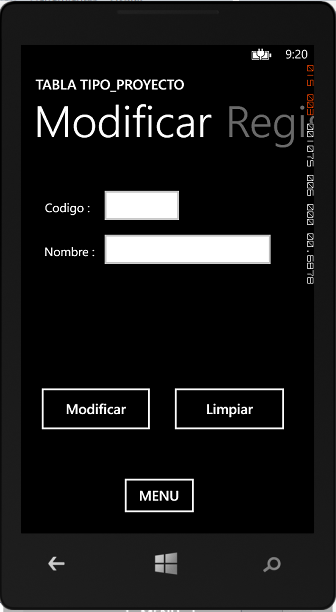 9:20
TABLA TIPO_PROYECTO
Modificar Regi
Codigo :
Nombre :
Modificar Limpiar
MENU